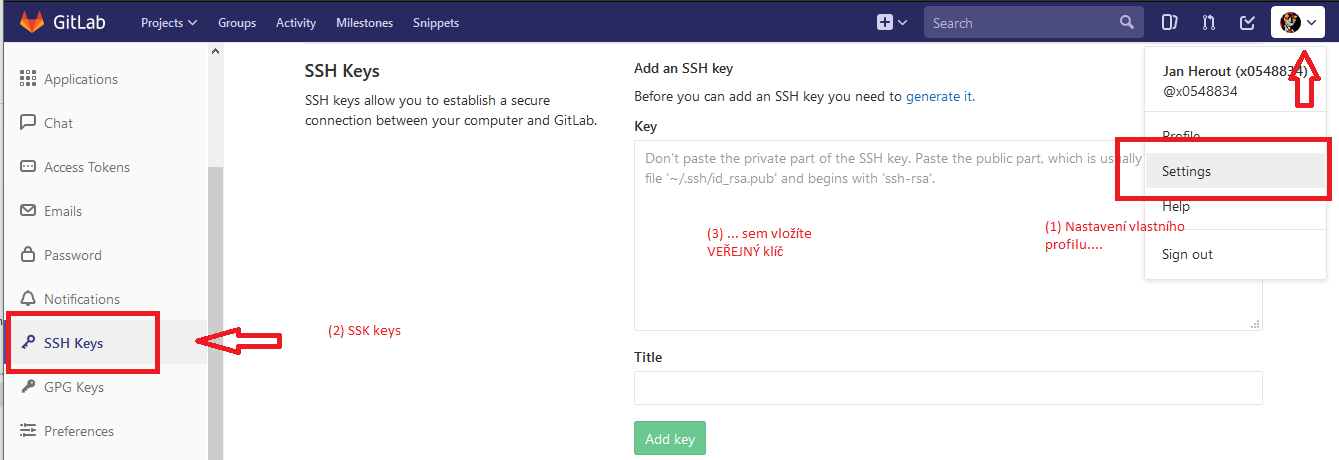 GitLab
Projects
Groups
Activity
Milestones
Snippets
Search
Applications
Chat
Access Tokens
Emails
Password
Notifications
SSH Keys
GPG Keys
Preferences
SSH Keys
SSH keys allow you to establish a secure
connection between your computer and GitLab.
(2) SSK keys
Add an SSH key
Before you can add an SSH key you need to generate it.
Key
Don't paste the private part of the SSH key. Paste the public part, which is usually
file '~/.ssh/id_rsa.pub' and begins with 'ssh-rsa'.
(3) ... sem vložíte
VEŘEJNÝ klíč
(1) Nastavení vlastního
profilu....
Title
Add key
Jan Herout (x0548834)
@x0548834
Profile
Settings
Help
Sign out